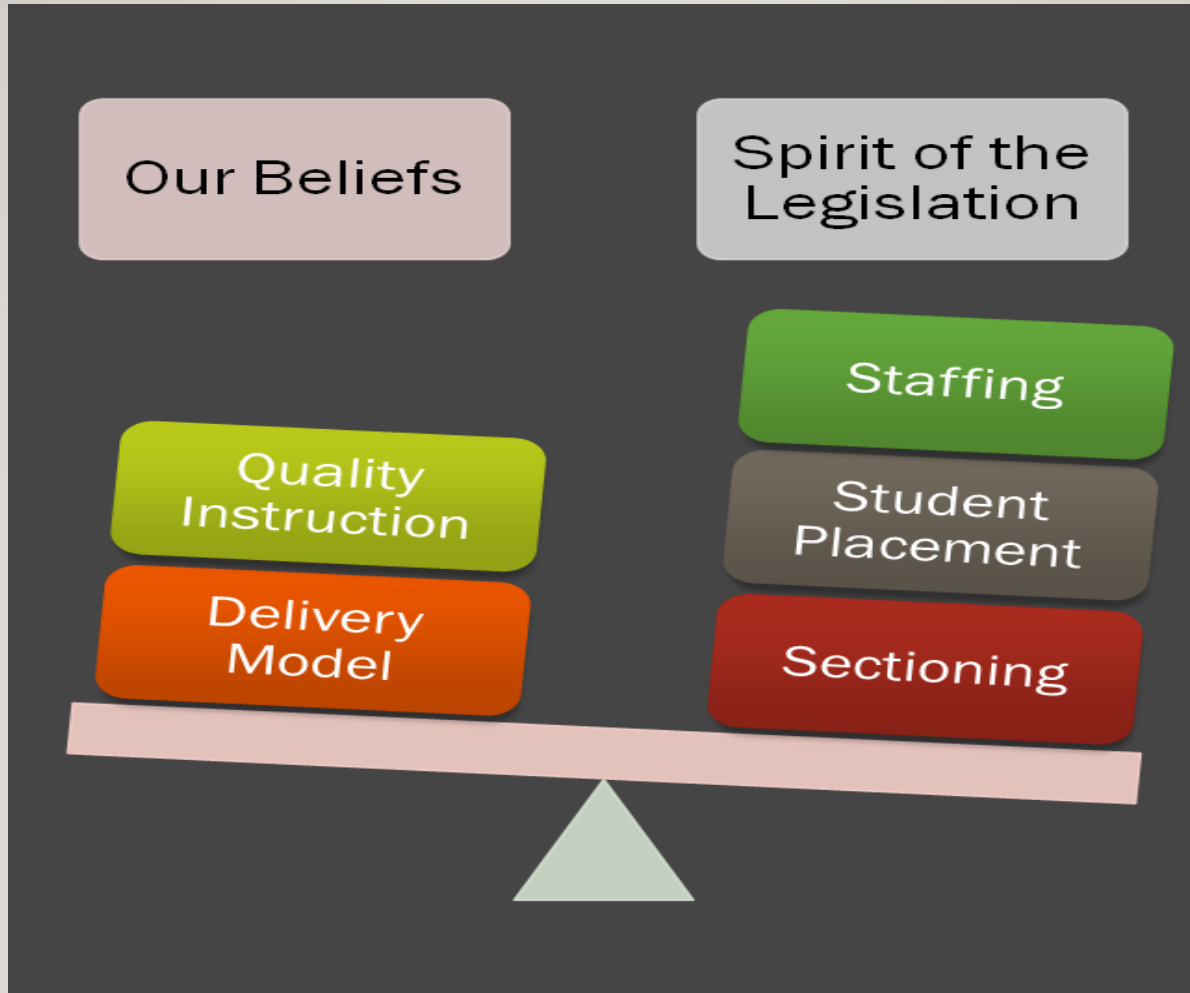 Our Beliefs
Spirit of the
Legislation
Quality
Instruction
Delivery
Model
Staffing
Student
Placement
Sectioning